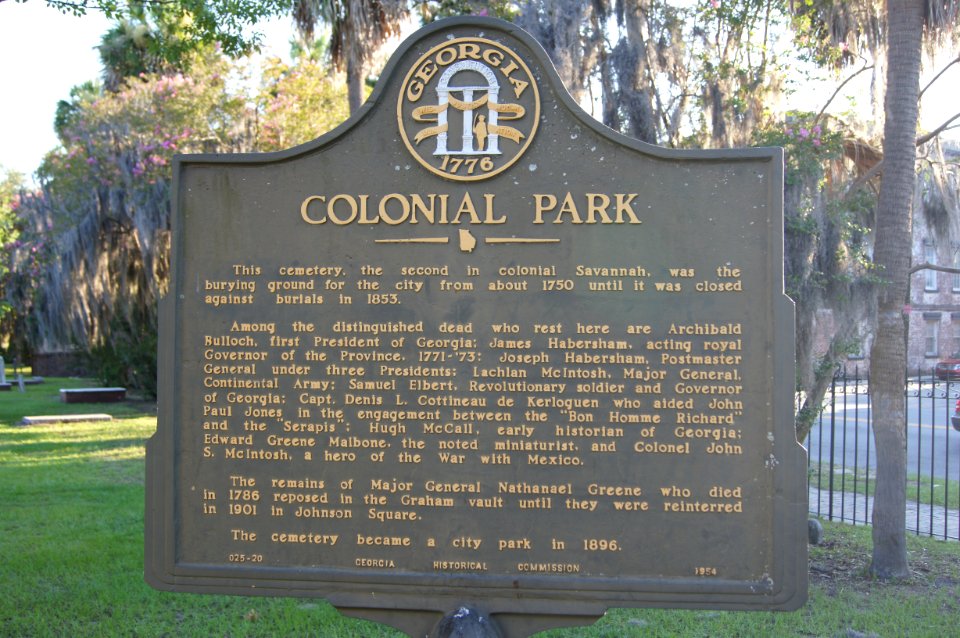 GEORGIA
1776
COLONIAL PARK
This cemetery, the second in colonial Savannah, was the
burying ground for the city from about 1750 until it was closed
against burials in 1853.
Among the distinguished dead who rest here are Archibald
Bulloch, first President of Georgia; James Habersham, acting royal
Governor of the Province, 1771-'73; Joseph Habersham, Postmaster
General under three Presidents; Lachlan McIntosh, Major General,
Continental Army; Samuel Elbert, Revolutionary soldier and Governor
of Georgia; Capt. Denis L. Cottineau de Kerloguen who aided John
Paul Jones in the engagement between the "Bon Homme Richard"
and the "Serapis"; Hugh McCall, early historian of Georgia;
Edward Greene Malbone, the noted miniaturist, and Colonel John
S. McIntosh, a hero of the War with Mexico.
The remains of Major General Nathanael Greene who died
in 1786 reposed in the Graham vault until they were reinterred
in 1901 in Johnson Square.
The cemetery became a city park in 1896.
025-20 GEORGIA HISTORICAL COMMISSION 1954